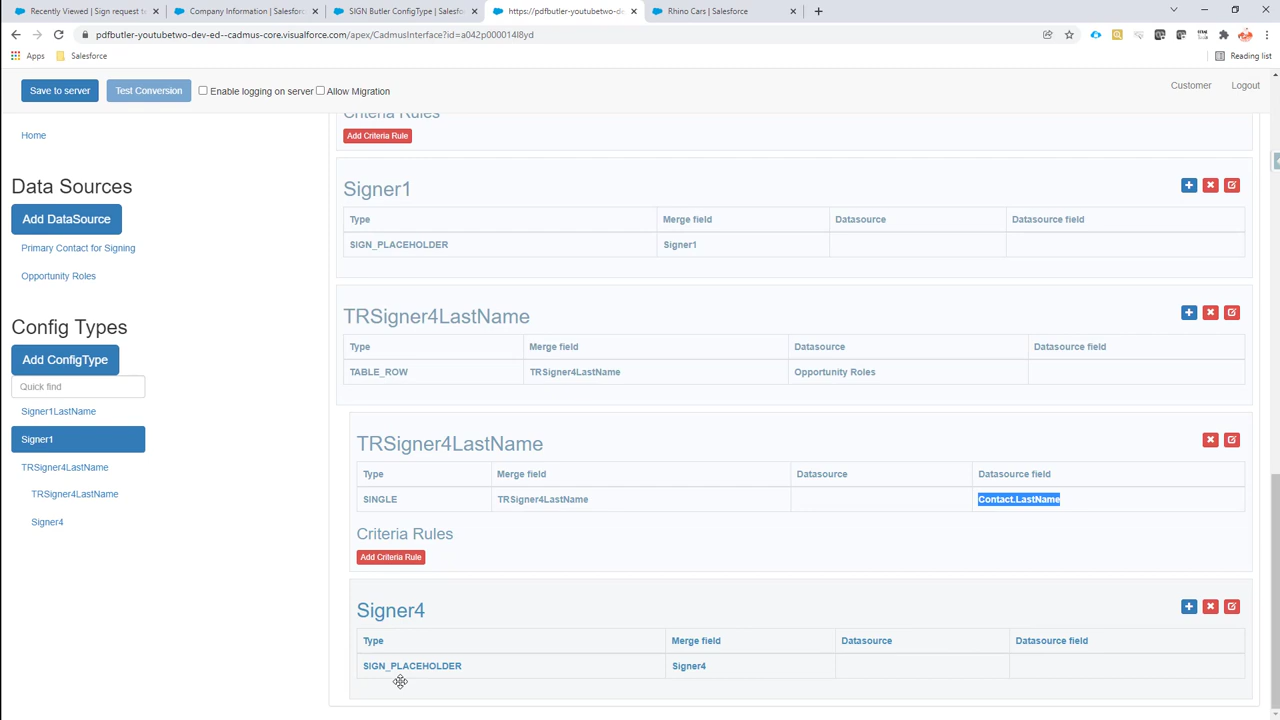 Recently Viewed | Sign request te
Company Information | Salesforc
SIGN Butler ConfigType | Salesfo
https://pdfbutler-youtubetwo-de
Rhino Cars | Salesforce
pdfbutler-youtubetwo-dev-ed--cadmus-core.visualforce.com/apex/CadmusInterface?id=a042p000014I8yd
Apps
Salesforce
Reading list
Save to server
Test Conversion
Enable logging on server
Allow Migration
Customer
Logout
Home
Data Sources
Add DataSource
Primary Contact for Signing
Opportunity Roles
Config Types
Add ConfigType
Quick find
Signer1LastName
Signer1
TRSigner4LastName
TRSigner4LastName
Signer4
Criteria Rules
Add Criteria Rule
Signer1
Type Merge field Datasource Datasource field
SIGN_PLACEHOLDER Signer1
TRSigner4LastName
Type Merge field Datasource Datasource field
TABLE_ROW TRSigner4LastName Opportunity Roles
TRSigner4LastName
Type Merge field Datasource Datasource field
SINGLE TRSigner4LastName Contact.LastName
Criteria Rules
Add Criteria Rule
Signer4
Type Merge field Datasource Datasource field
SIGN_PLACEHOLDER Signer4